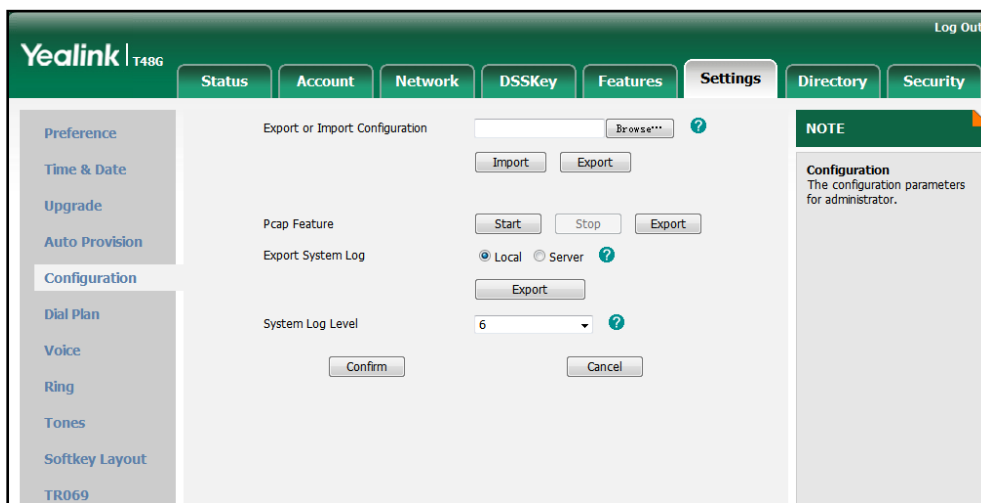 Log Out
Yealink T48G
Status Account Network DSSKey Features Settings Directory Security
Preference
Time & Date
Upgrade
Auto Provision
Configuration
Dial Plan
Voice
Ring
Tones
Softkey Layout
TR069
Export or Import Configuration Browse... ?
Import Export
Pcap Feature Start Stop Export
Export System Log Local Server ?
Export
System Log Level 6 ?
Confirm Cancel
NOTE
Configuration
The configuration parameters
for administrator.